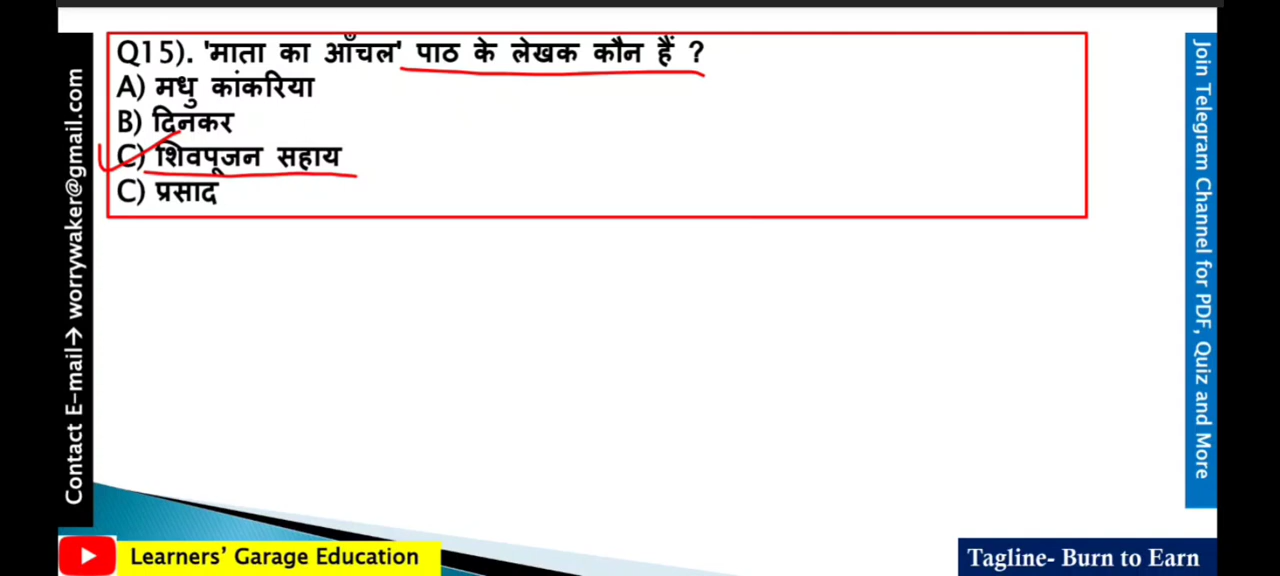 Q15). 'माता का आँचल' पाठ के लेखक कौन हैं ?
A) मधु कांकरिया
B) दिनकर
C) शिवपूजन सहाय
C) प्रसाद
Contact E-mail→ worrywaker@gmail.com
Join Telegram Channel for PDF, Quiz and More
Learners’ Garage Education
Tagline- Burn to Earn